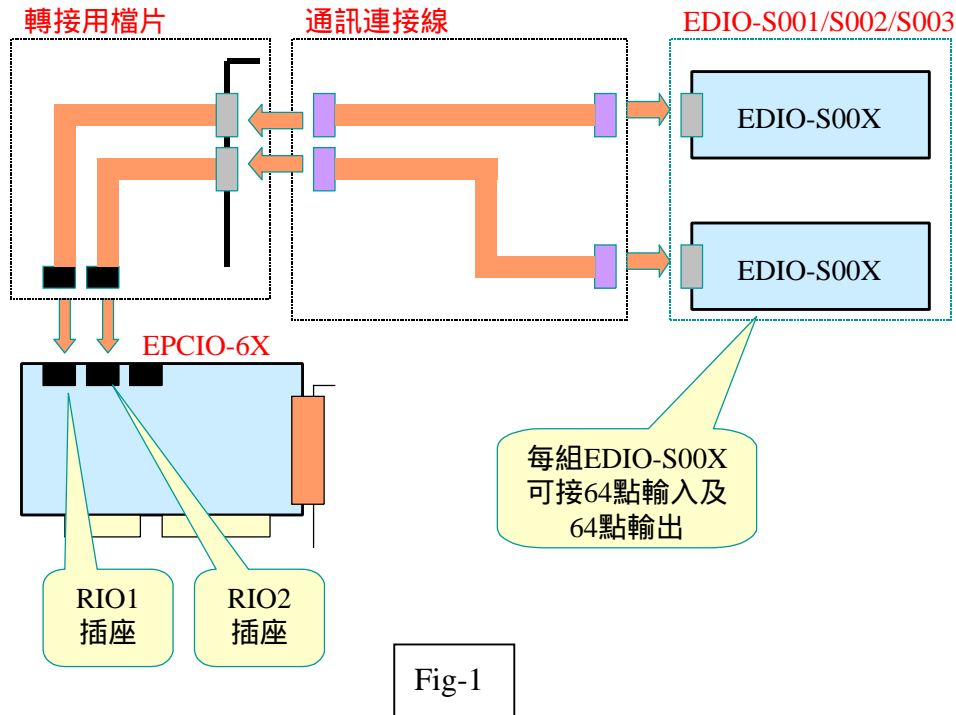 轉接用檔片
通訊連接線
EDIO-S001/S002/S003
EDIO-S00X
EDIO-S00X
EPCIO-6X
每組EDIO-S00X
可接64點輸入及
64點輸出
RIO1
插座
RIO2
插座
Fig-1